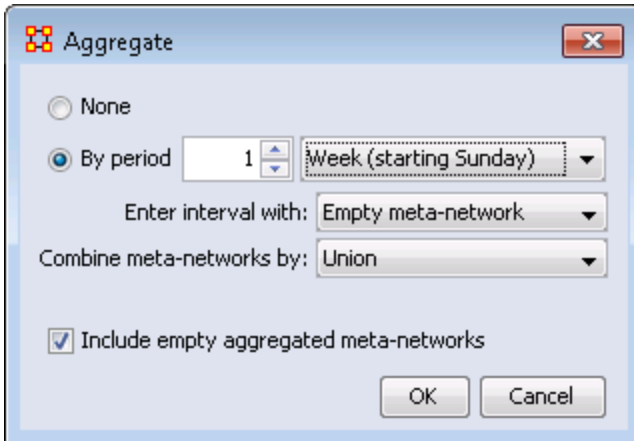 Aggregate
None
By period 1 Week (starting Sunday)
Enter interval with: Empty meta-network
Combine meta-networks by: Union
Include empty aggregated meta-networks
OK Cancel